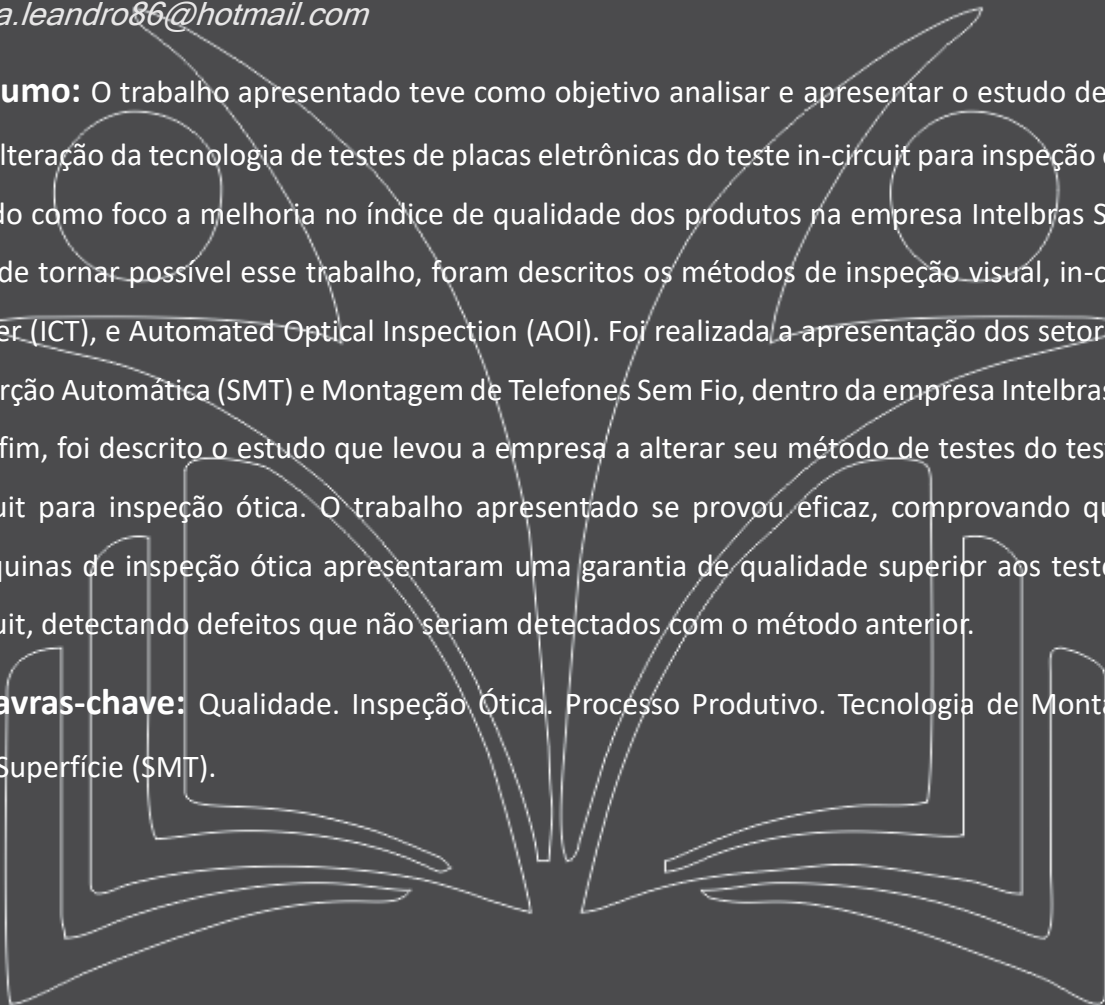 a.leandro86@hotmail.com
umo: O trabalho apresentado teve como objetivo analisar e apresentar o estudo de
lteração da tecnologia de testes de placas eletrônicas do teste in-circuit para inspeção
do como foco a melhoria no índice de qualidade dos produtos na empresa Intelbras S
de tornar possível esse trabalho, foram descritos os métodos de inspeção visual, in-c
er (ICT), e Automated Optical Inspection (AOI). Foi realizada a apresentação dos setor
rção Automática (SMT) e Montagem de Telefones Sem Fio, dentro da empresa Intelbras
fim, foi descrito o estudo que levou a empresa a alterar seu método de testes do test
uit para inspeção ótica. O trabalho apresentado se provou eficaz, comprovando qu
quinas de inspeção ótica apresentaram uma garantia de qualidade superior aos teste
uit, detectando defeitos que não seriam detectados com o método anterior.
avras-chave: Qualidade. Inspeção Ótica. Processo Produtivo. Tecnologia de Monta
Superfície (SMT).